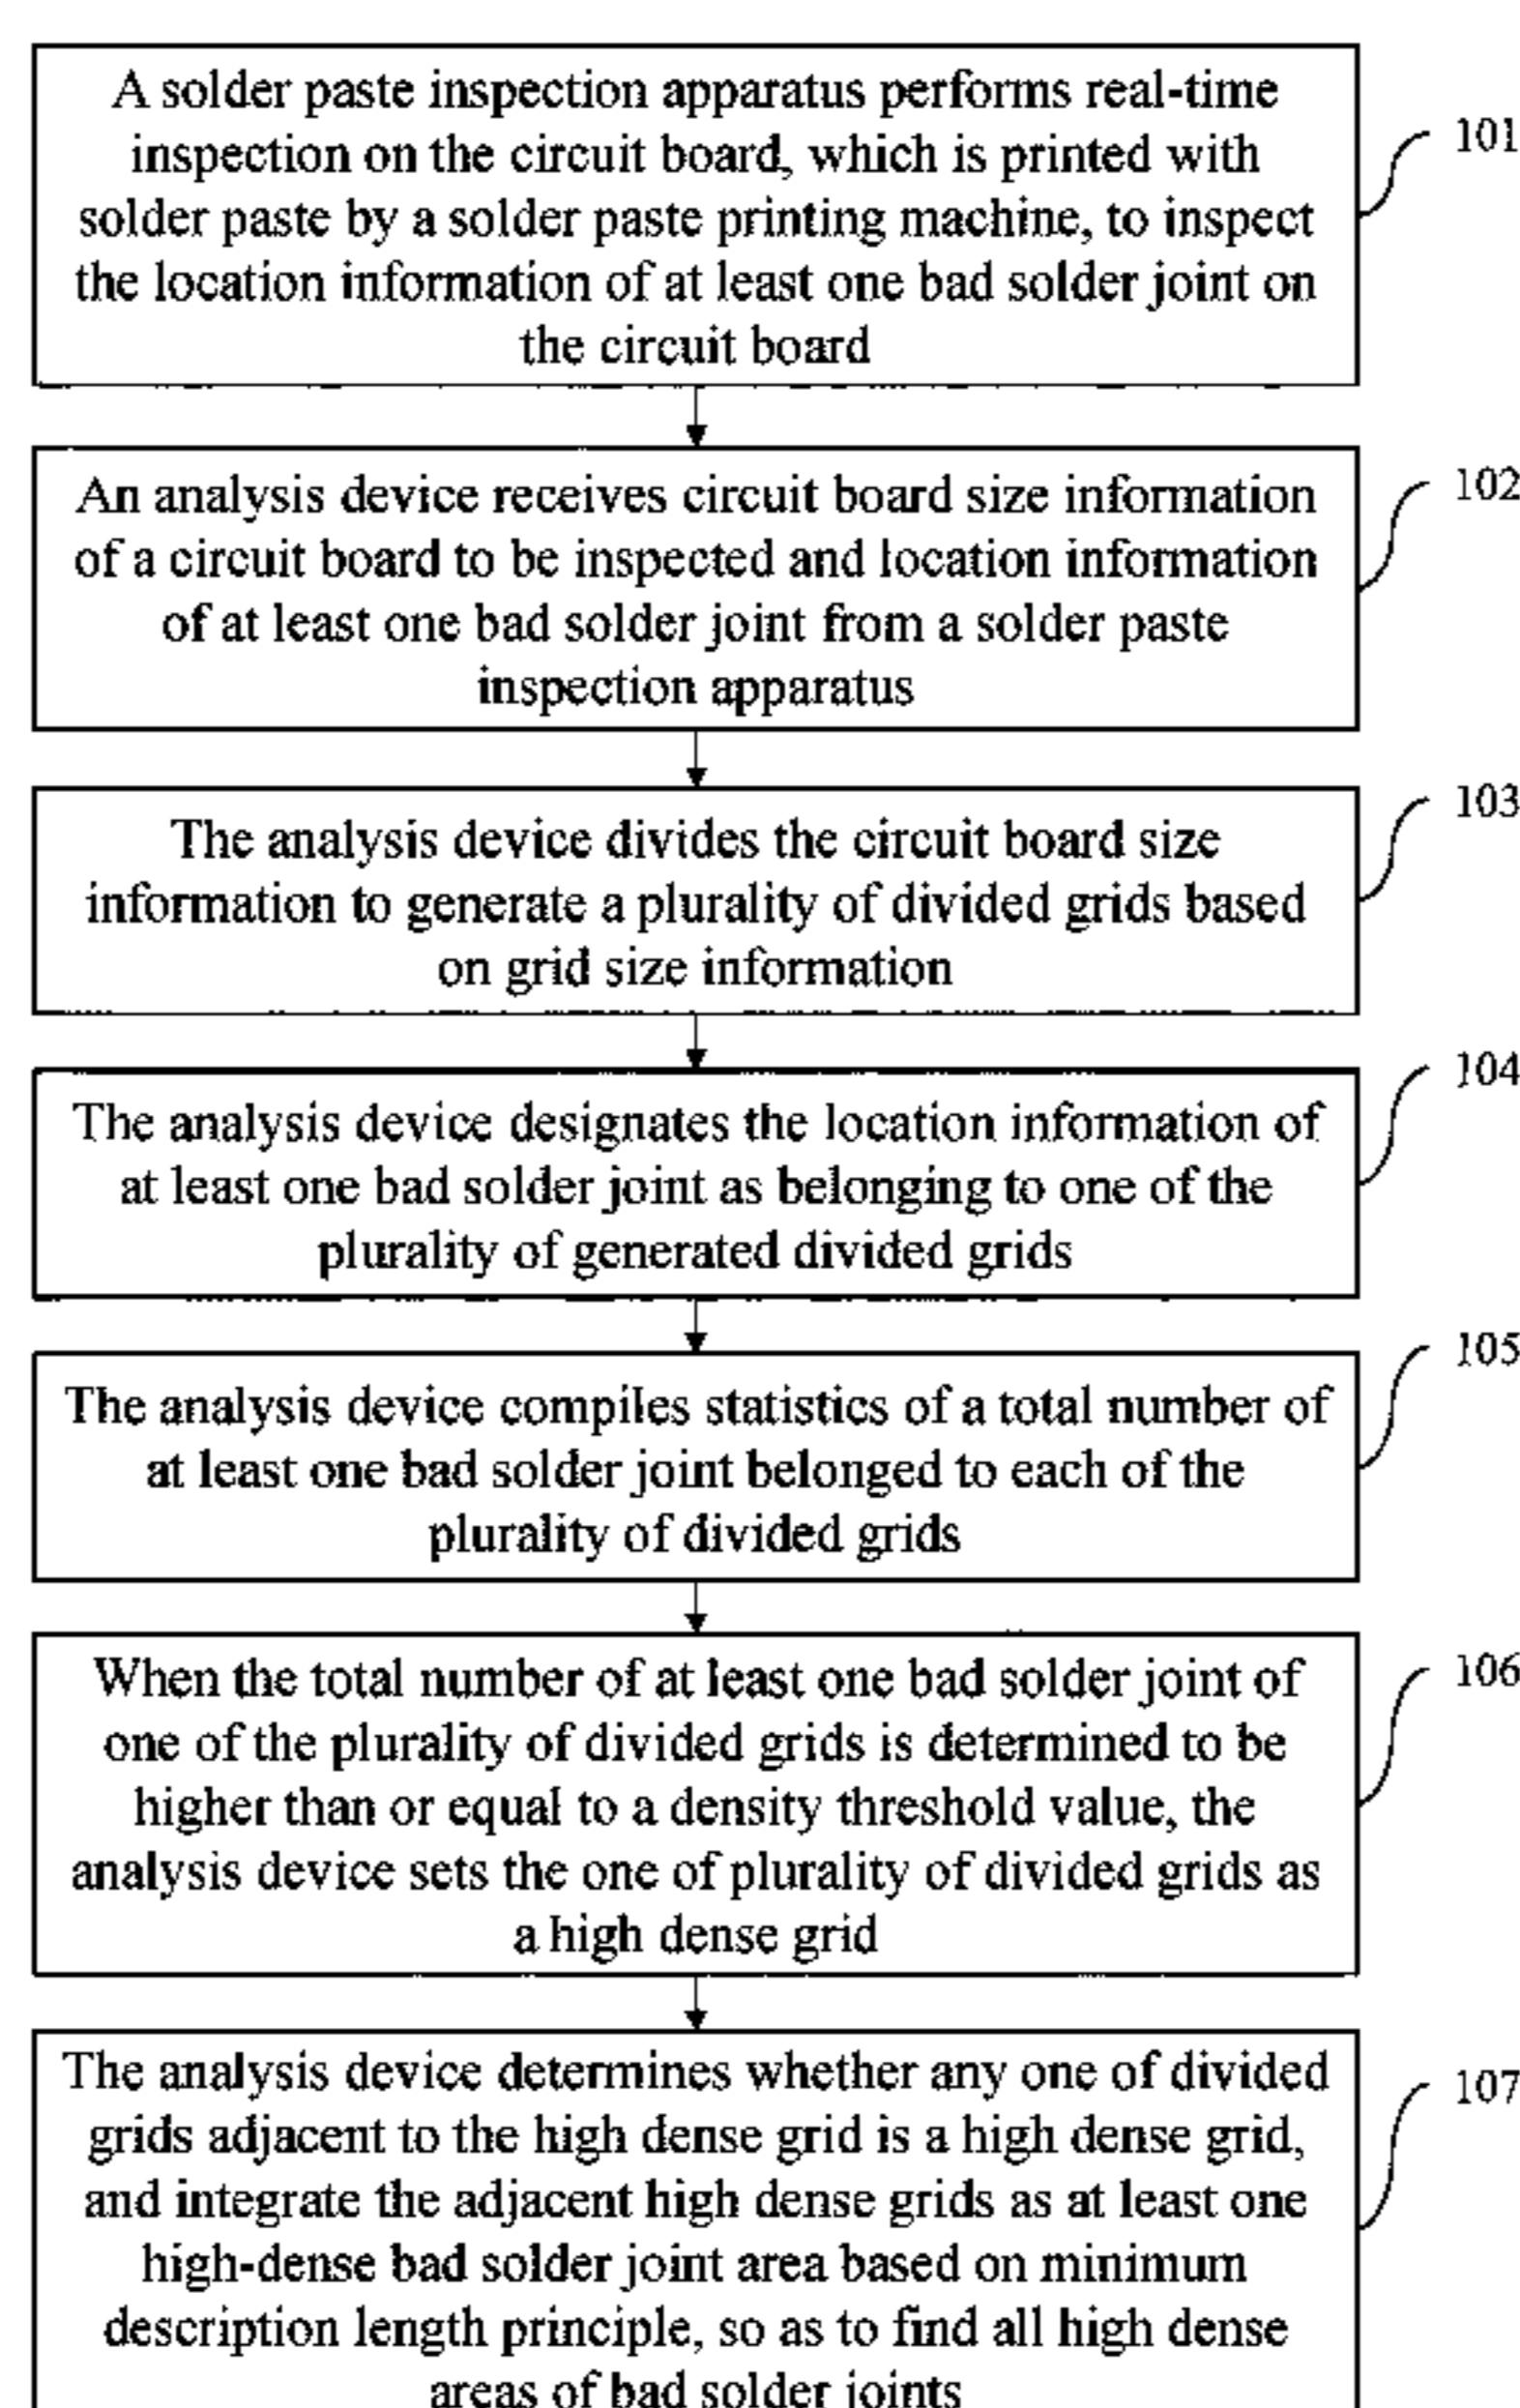 A solder paste inspection apparatus performs real-time
inspection on the circuit board, which is printed with
solder paste by a solder paste printing machine, to inspect
the location information of at least one bad solder joint on
the circuit board
101
An analysis device receives circuit board size information
of a circuit board to be inspected and location information
of at least one bad solder joint from a solder paste
inspection apparatus
102
The analysis device divides the circuit board size
information to generate a plurality of divided grids based
on grid size information
103
The analysis device designates the location information of
at least one bad solder joint as belonging to one of the
plurality of generated divided grids
104
The analysis device compiles statistics of a total number of
at least one bad solder joint belonged to each of the
plurality of divided grids
105
When the total number of at least one bad solder joint of
one of the plurality of divided grids is determined to be
higher than or equal to a density threshold value, the
analysis device sets the one of plurality of divided grids as
a high dense grid
106
The analysis device determines whether any one of divided
grids adjacent to the high dense grid is a high dense grid,
and integrate the adjacent high dense grids as at least one
high-dense bad solder joint area based on minimum
description length principle, so as to find all high dense
areas of bad solder joints
107